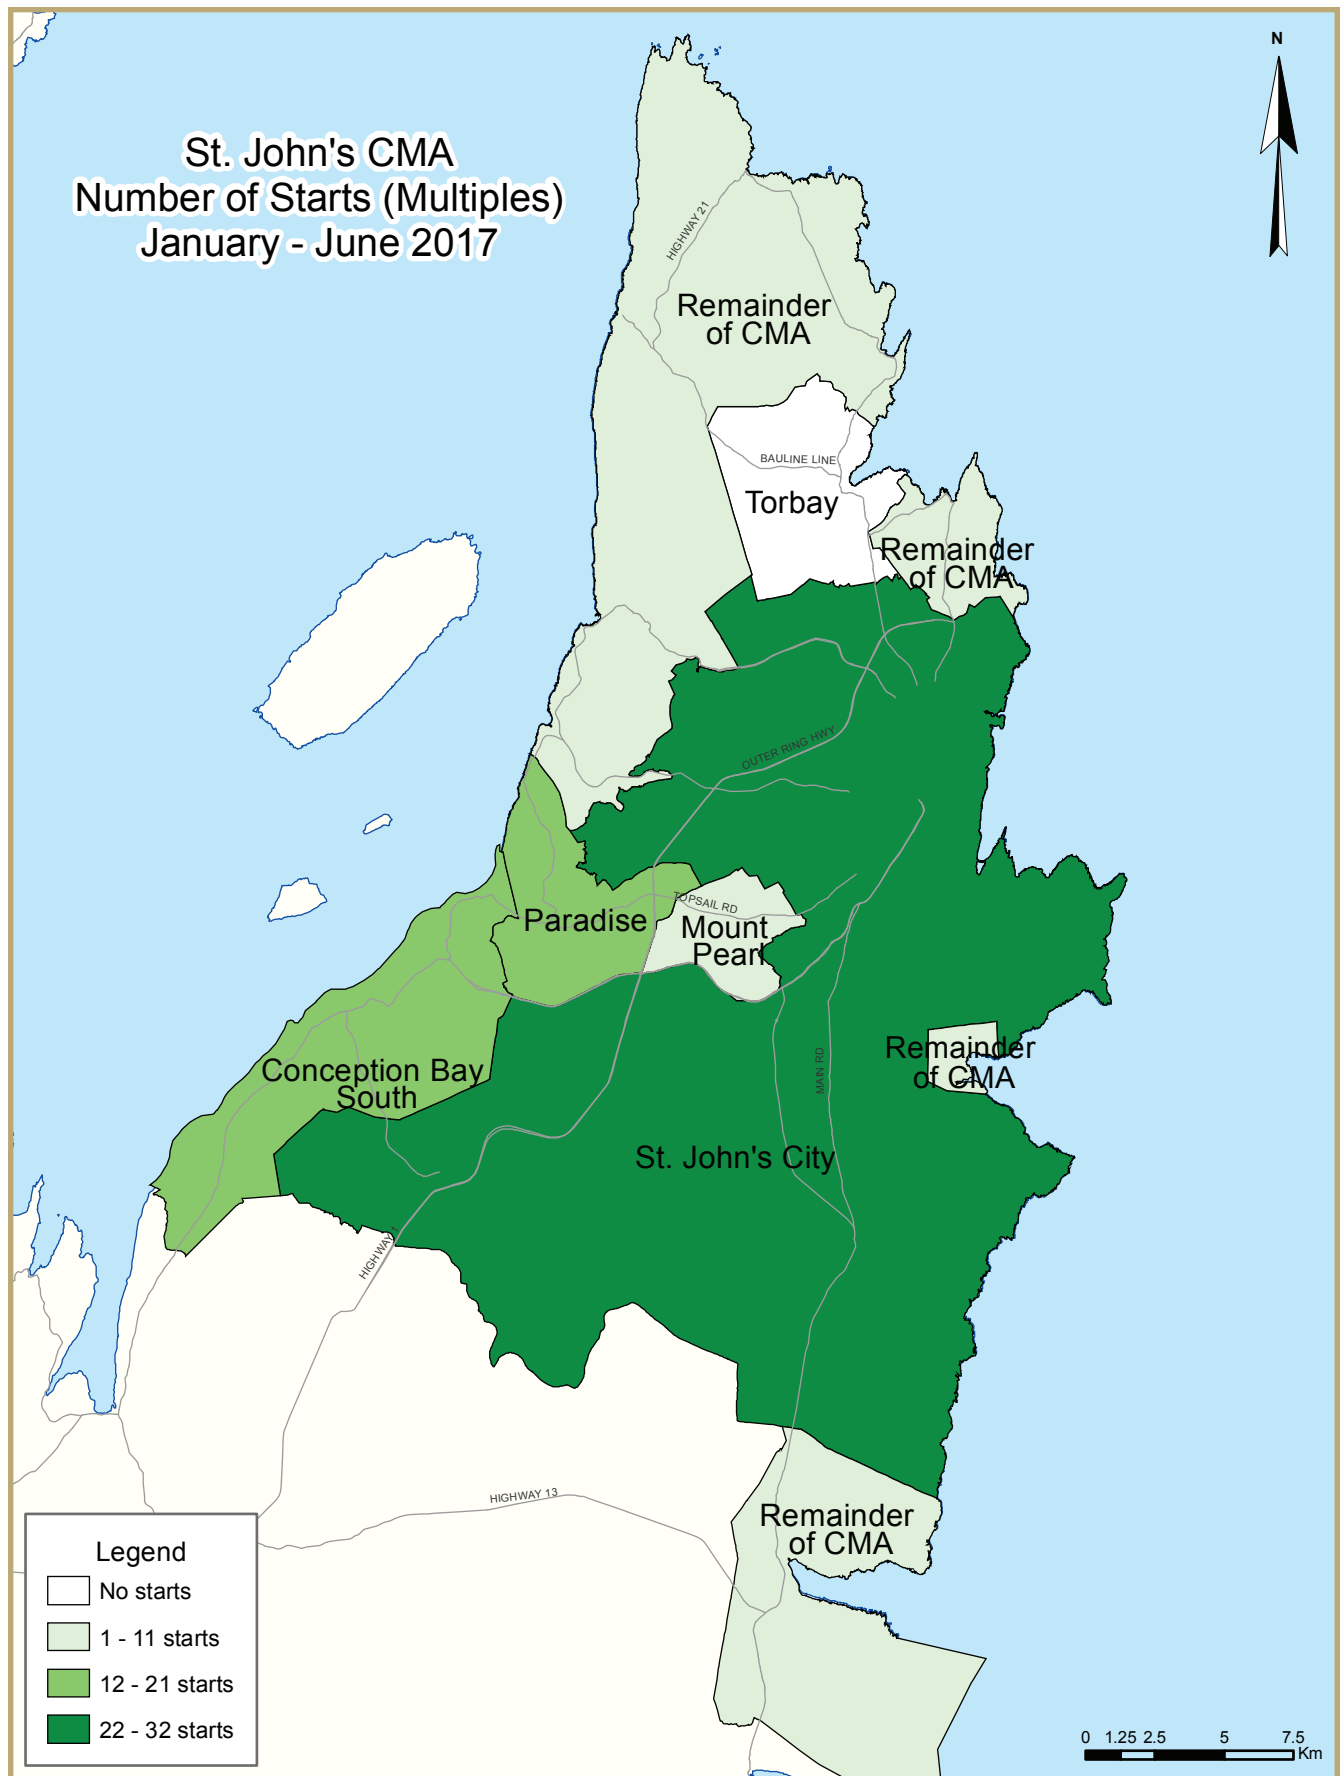 N
St. John's CMA
Number of Starts (Multiples)
January - June 2017
HIGHWAY 21
Remainder
of CMA
BAULINE LINE
Torbay
Remainder
of CMA
OUTER RING HWY
TOPSAIL RD
Paradise
Mount
Pearl
Remainder
of CMA
MAIN RD
Conception Bay
South
St. John's City
HIGHWAY 1
HIGHWAY 13
Remainder
of CMA
Legend
No starts
1 - 11 starts
12 - 21 starts
22 - 32 starts
0 1.25 2.5 5 7.5
Km